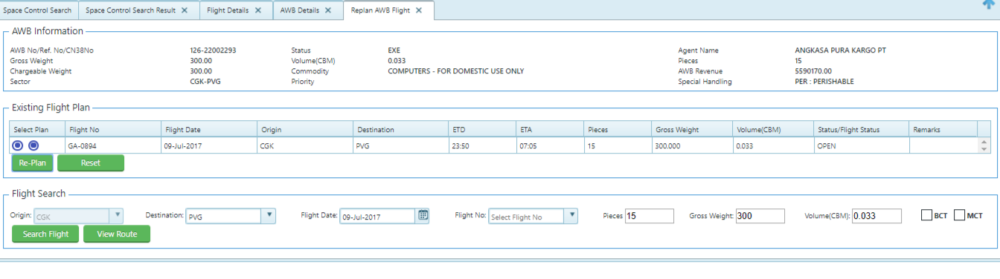 Space Control Search Space Control Search Result ✕ Flight Details ✕ AWB Details ✕ Replan AWB Flight ✕
AWB Information
AWB No/Ref. No/CN38No 126-22002293 Status EXE Agent Name ANGKASA PURA KARGO PT
Gross Weight 300.00 Volume(CBM) 0.033 Pieces 15
Chargeable Weight 300.00 Commodity COMPUTERS - FOR DOMESTIC USE ONLY AWB Revenue 5590170.00
Sector CGK-PVG Priority Special Handling PER : PERISHABLE
Existing Flight Plan
Select Plan Flight No Flight Date Origin Destination ETD ETA Pieces Gross Weight Volume(CBM) Status/Flight Status Remarks
GA-0894 09-Jul-2017 CGK PVG 23:50 07:05 15 300.000 0.033 OPEN
Re-Plan Reset
Flight Search
Origin: CGK Destination: PVG Flight Date: 09-Jul-2017 Flight No: Select Flight No Pieces 15 Gross Weight: 300 Volume(CBM): 0.033 BCT MCT
Search Flight View Route